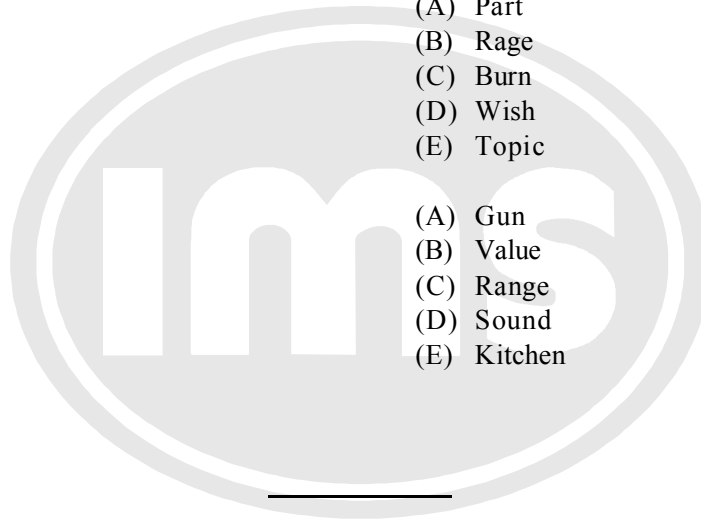 (A) Part
(B) Rage
(C) Burn
(D) Wish
(E) Topic
(A) Gun
(B) Value
(C) Range
(D) Sound
(E) Kitchen
ims